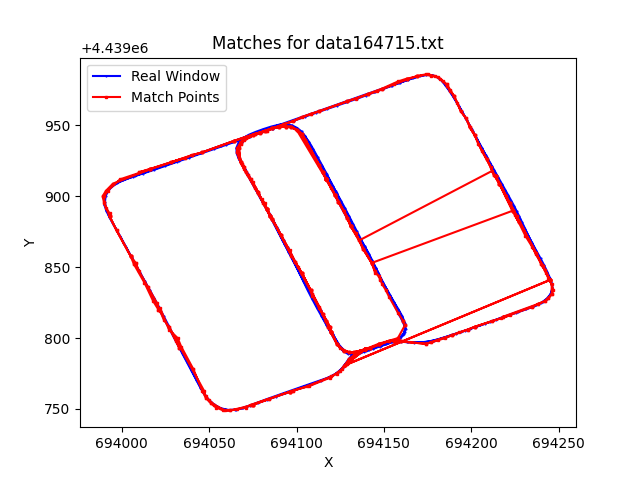 Matches for data164715.txt
+4.439e6
Real Window
Match Points
950
900
850
800
750
Y
694000 694050 694100 694150 694200 694250
X